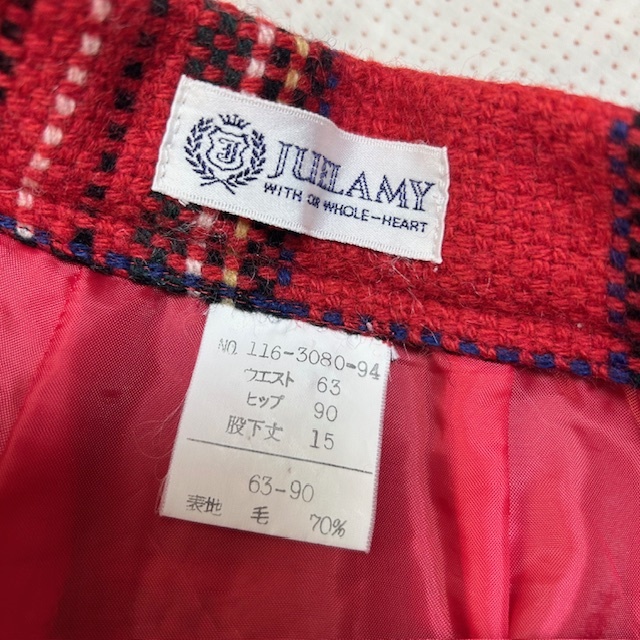 JULLAMY
WITH OR WHOLE-HEART
NO. 116-3080-94
ウエスト 63
ヒップ 90
股下丈 15
63-90
表地 毛 70%